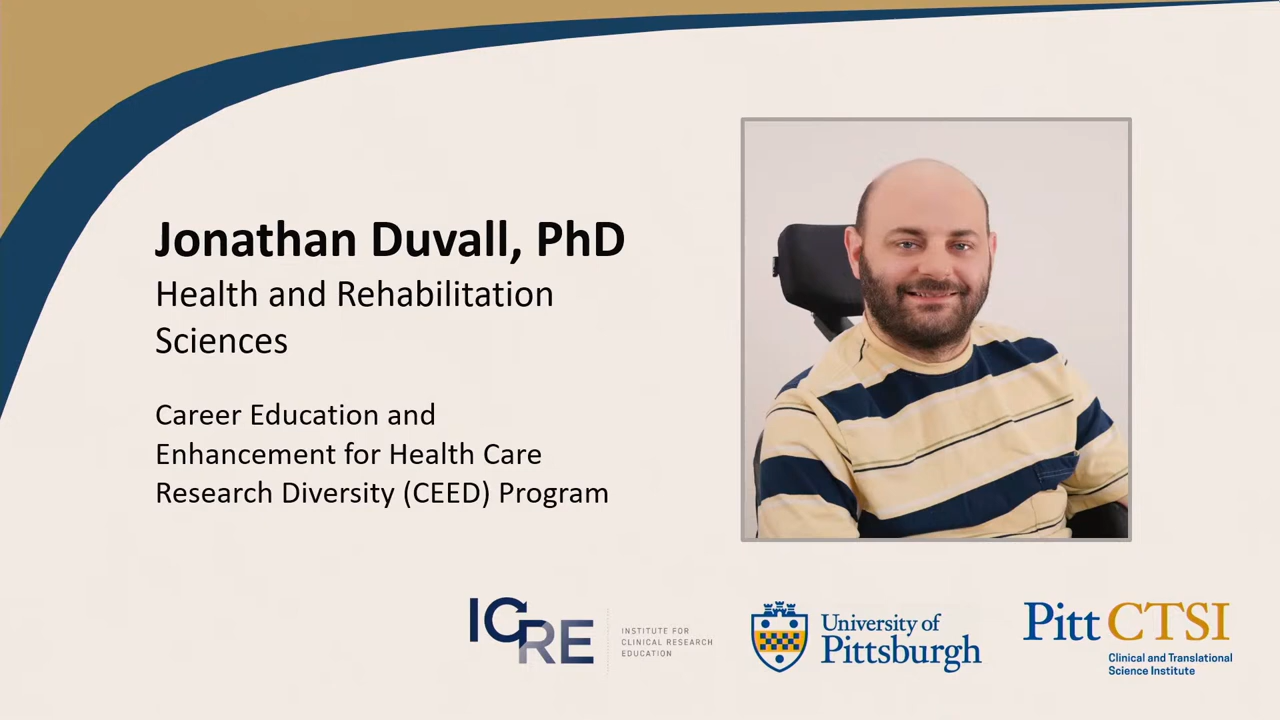 Jonathan Duvall, PhD
Health and Rehabilitation
Sciences
Career Education and
Enhancement for Health Care
Research Diversity (CEED) Program
ICRE
INSTITUTE FOR
CLINICAL RESEARCH
EDUCATION
University of
Pittsburgh
Pitt CTSI
Clinical and Translational
Science Institute